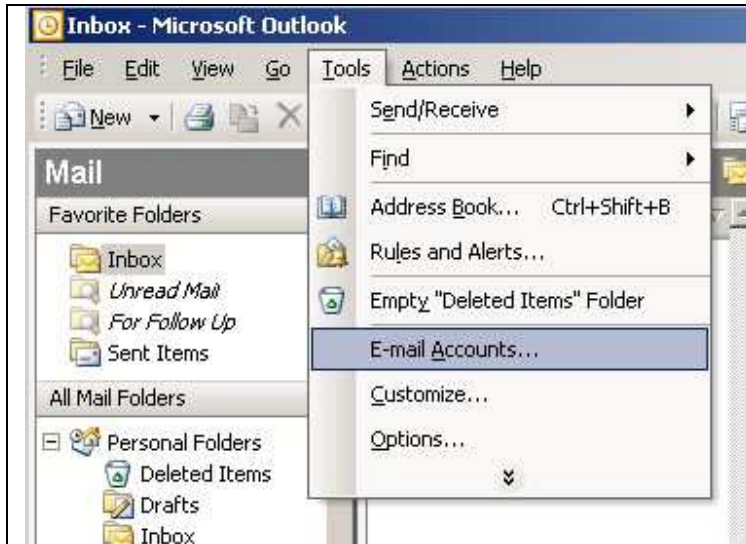 Inbox - Microsoft Outlook
File Edit View Go Tools Actions Help
New
Send/Receive
Find
Address Book... Ctrl+Shift+B
Rules and Alerts...
Empty "Deleted Items" Folder
E-mail Accounts...
Customize...
Options...
Mail
Favorite Folders
Inbox
Unread Mail
For Follow Up
Sent Items
All Mail Folders
Personal Folders
Deleted Items
Drafts
Inbox